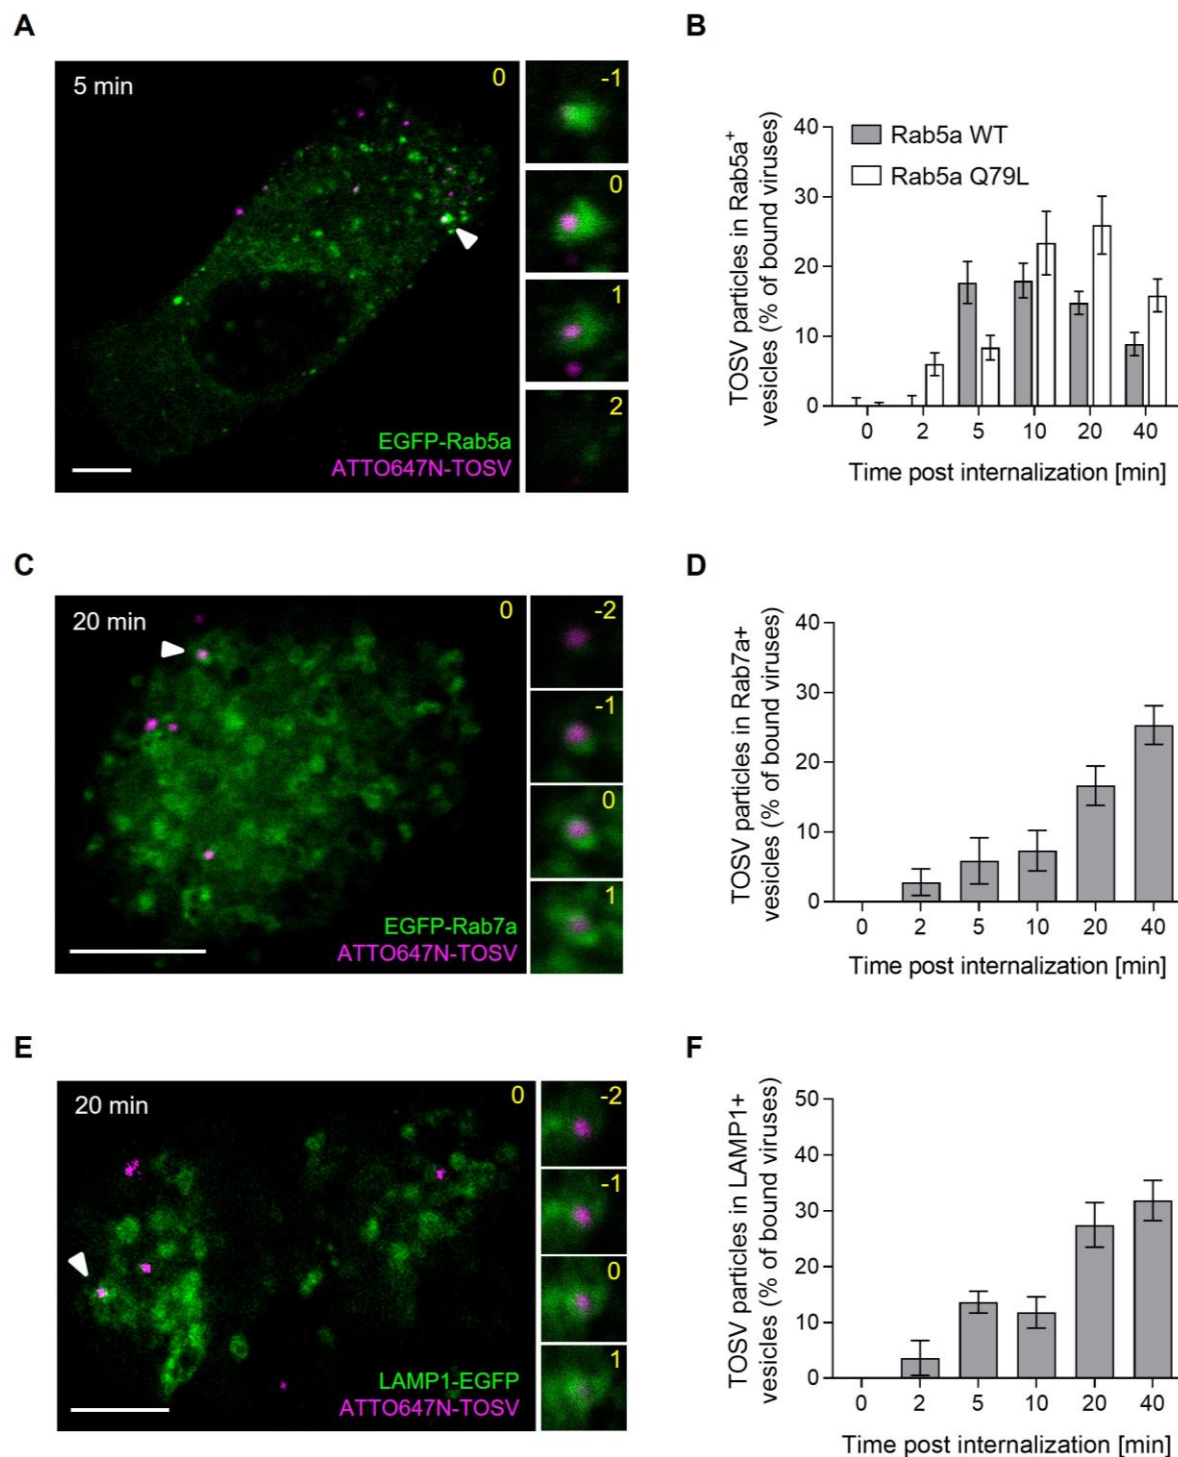 A
5 min
0
-1
0
1
2
EGFP-Rab5a
ATTO647N-TOSV
B
TOSV particles in Rab5a+
vesicles (% of bound viruses)
40
30
20
10
0
Rab5a WT
Rab5a Q79L
0 2 5 10 20 40
Time post internalization [min]
C
20 min
0
-2
-1
0
1
EGFP-Rab7a
ATTO647N-TOSV
D
TOSV particles in Rab7a+
vesicles (% of bound viruses)
40
30
20
10
0
0 2 5 10 20 40
Time post internalization [min]
E
20 min
0
-2
-1
0
1
LAMP1-EGFP
ATTO647N-TOSV
F
TOSV particles in LAMP1+
vesicles (% of bound viruses)
50
40
30
20
10
0
0 2 5 10 20 40
Time post internalization [min]